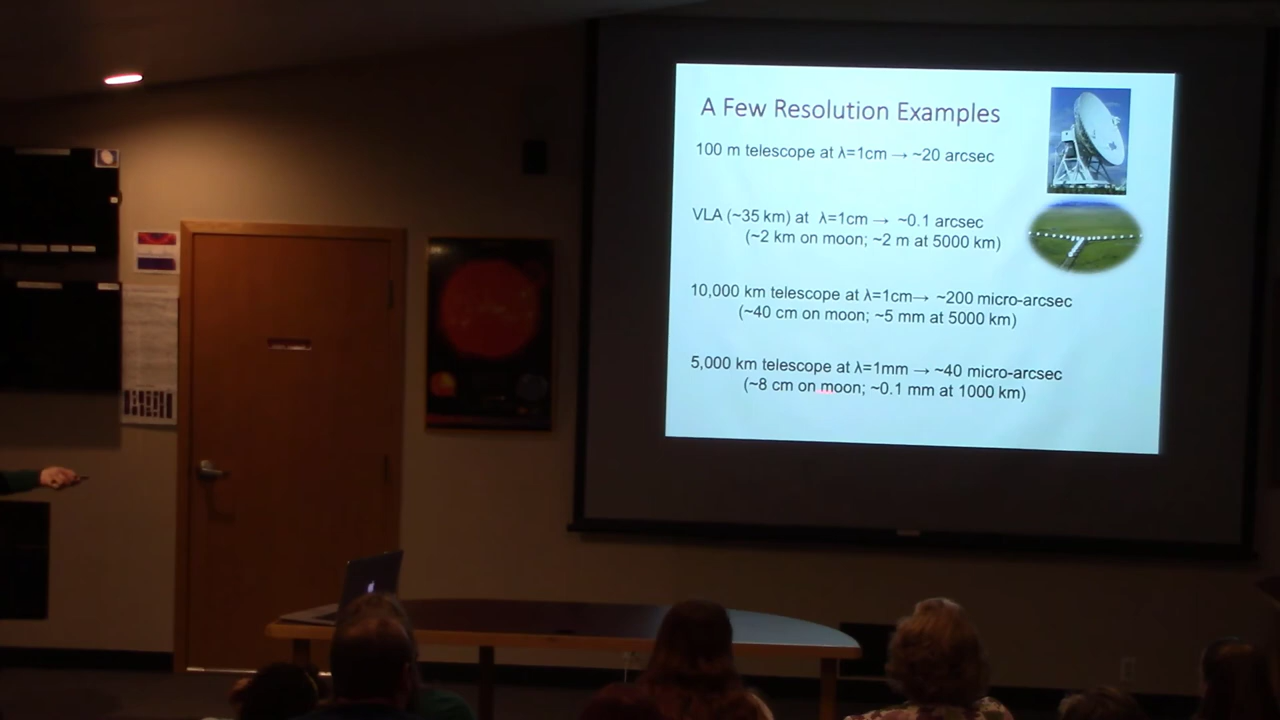 A Few Resolution Examples
100 m telescope at λ=1cm → ~20 arcsec
VLA (~35 km) at λ=1cm → ~0.1 arcsec
(~2 km on moon; ~2 m at 5000 km)
10,000 km telescope at λ=1cm→ ~200 micro-arcsec
(~40 cm on moon; ~5 mm at 5000 km)
5,000 km telescope at λ=1mm → ~40 micro-arcsec
(~8 cm on moon; ~0.1 mm at 1000 km)